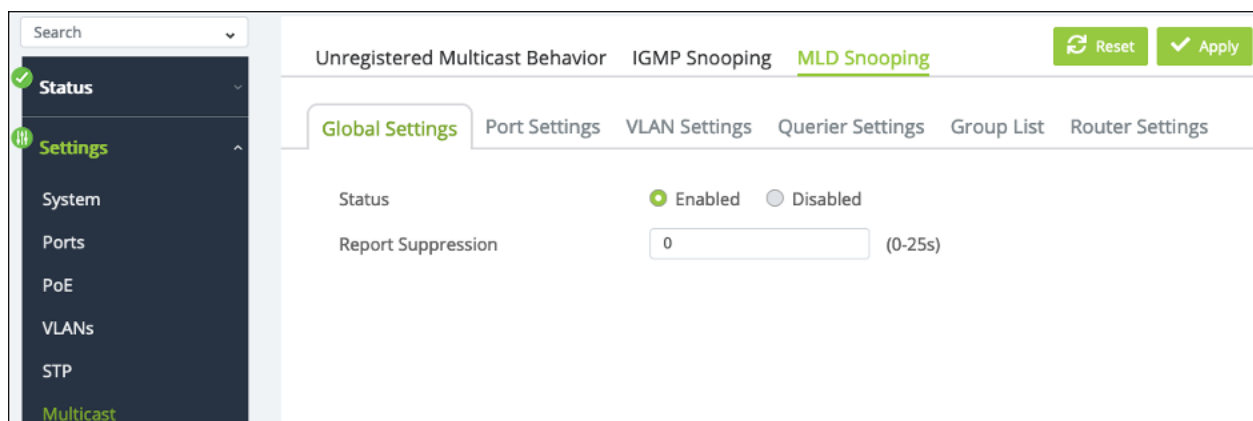 Search
Status
Settings
System
Ports
PoE
VLANs
STP
Multicast
Unregistered Multicast Behavior IGMP Snooping MLD Snooping
Reset Apply
Global Settings Port Settings VLAN Settings Querier Settings Group List Router Settings
Status Enabled Disabled
Report Suppression 0 (0-25s)